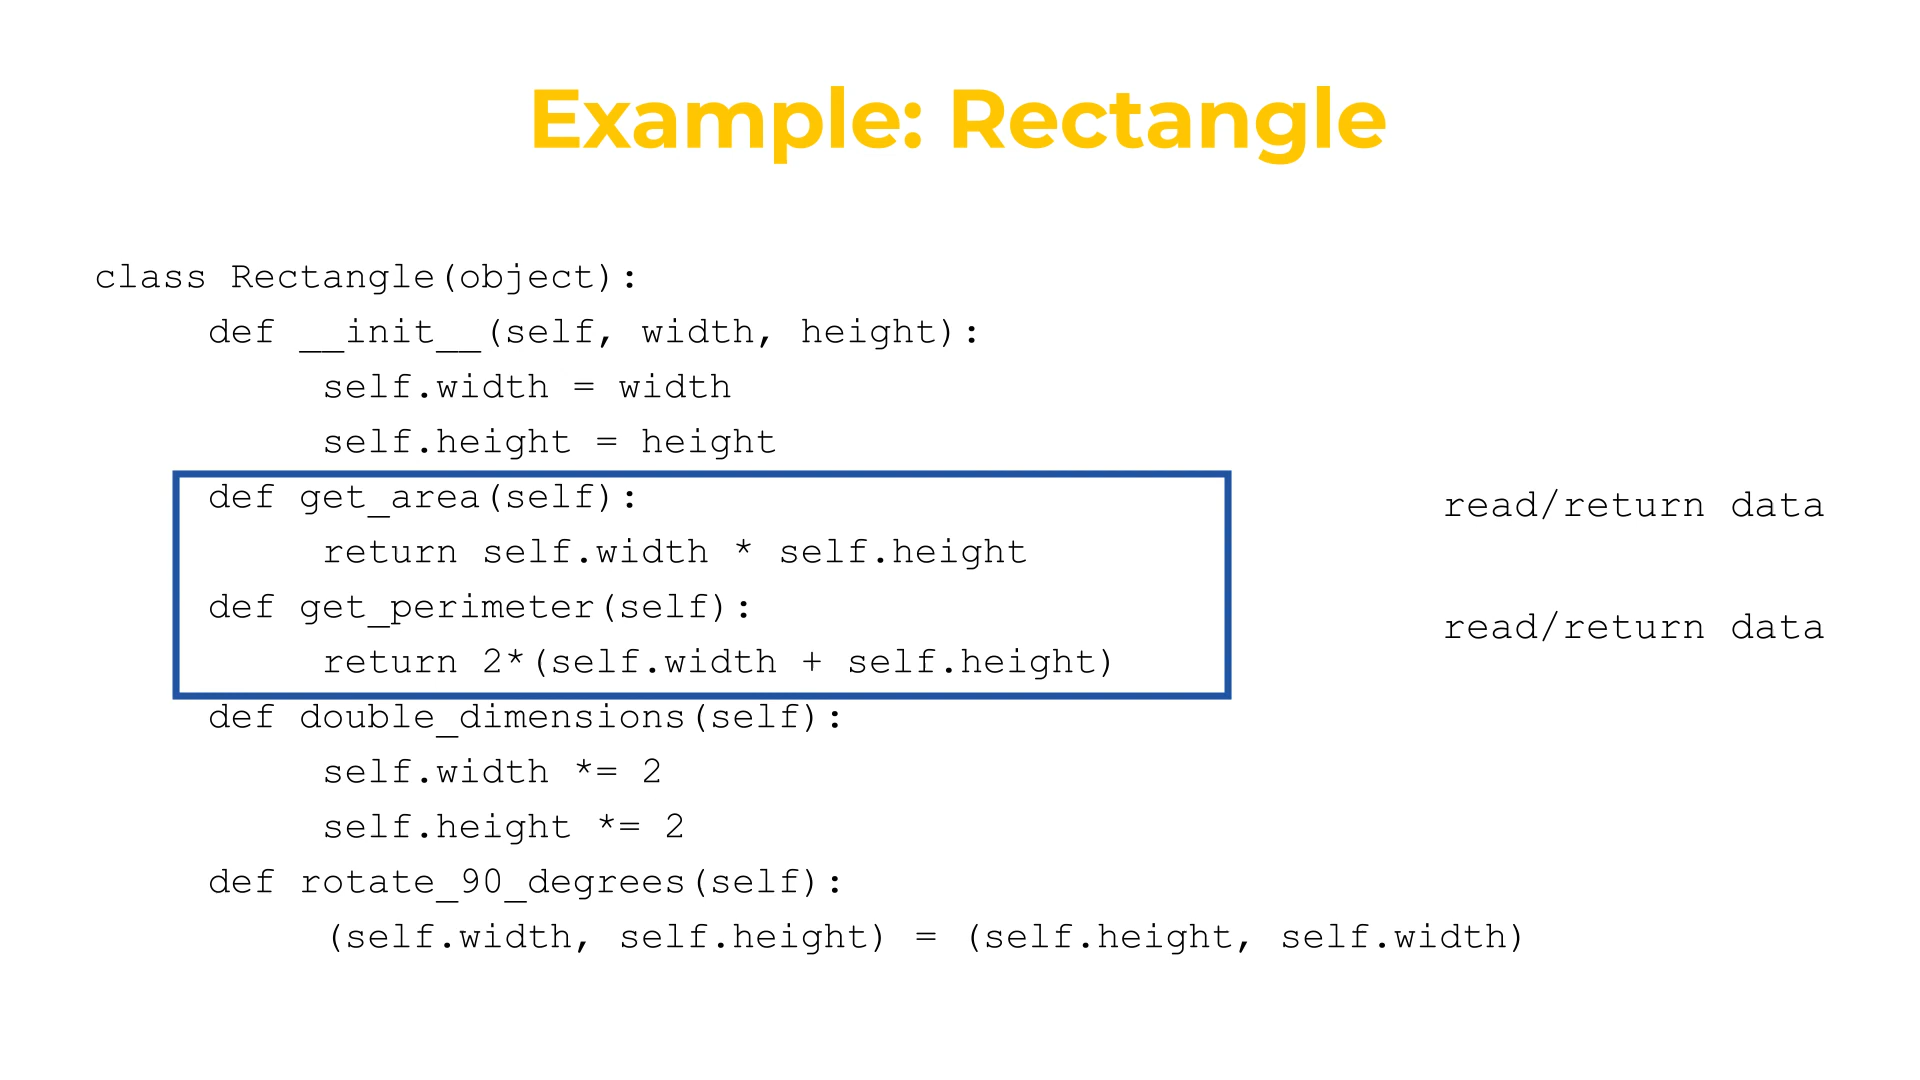 Example: Rectangle
class Rectangle(object):
def __init__(self, width, height):
self.width = width
self.height = height
def get_area(self):
read/return data
return self.width * self.height
def get_perimeter(self):
read/return data
return 2*(self.width + self.height)
def double_dimensions(self):
self.width *= 2
self.height *= 2
def rotate_90_degrees(self):
(self.width, self.height) = (self.height, self.width)